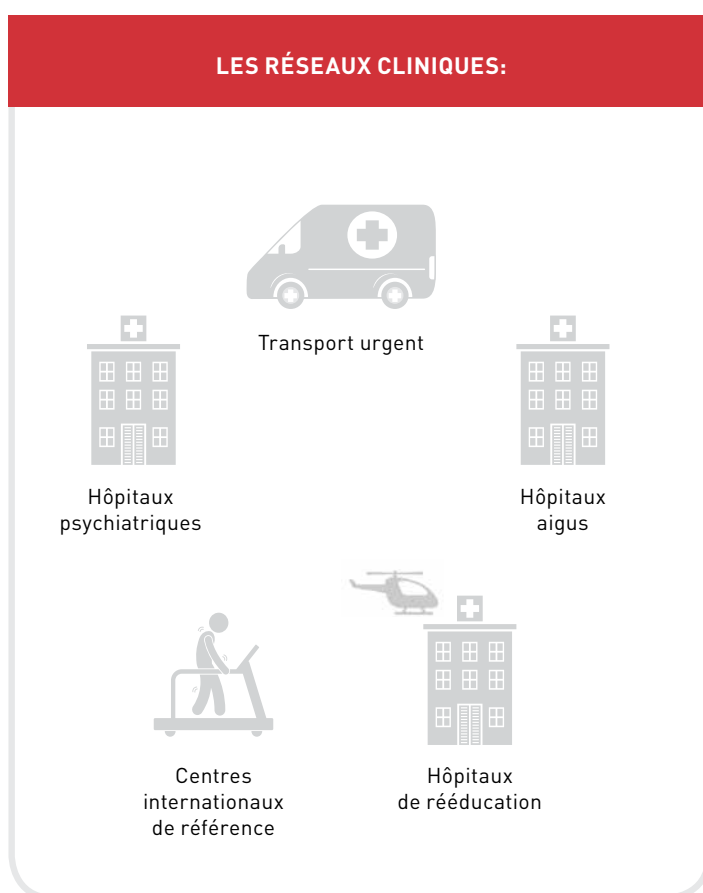 LES RÉSEAUX CLINIQUES:
Transport urgent
Hôpitaux
psychiatriques
Hôpitaux
aigus
Centres
internationaux
de référence
Hôpitaux
de rééducation